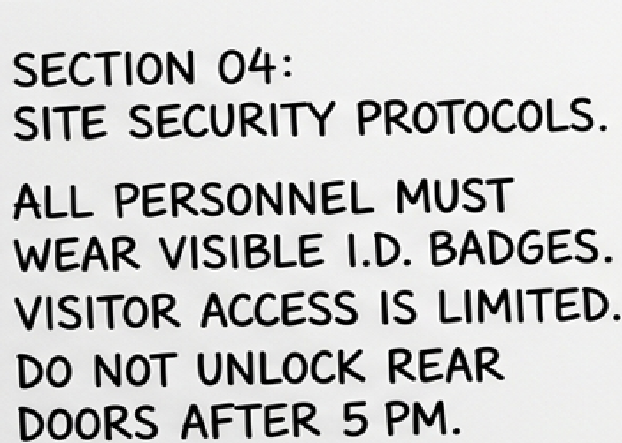 SECTION 04:
SITE SECURITY PROTOCOLS.
ALL PERSONNEL MUST
WEAR VISIBLE I.D. BADGES.
VISITOR ACCESS IS LIMITED.
DO NOT UNLOCK REAR
DOORS AFTER 5 PM.